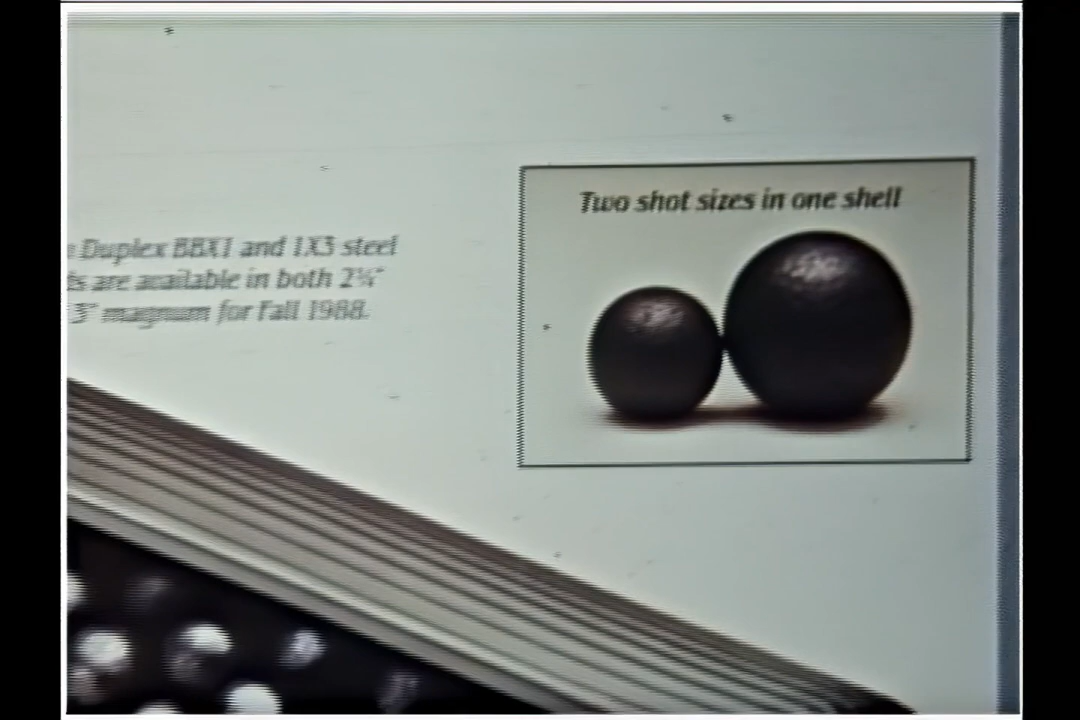 Duplex BBX1 and 1X3 steel
are available in both 2¾"
3" magnum for Fall 1988.
Two shot sizes in one shell